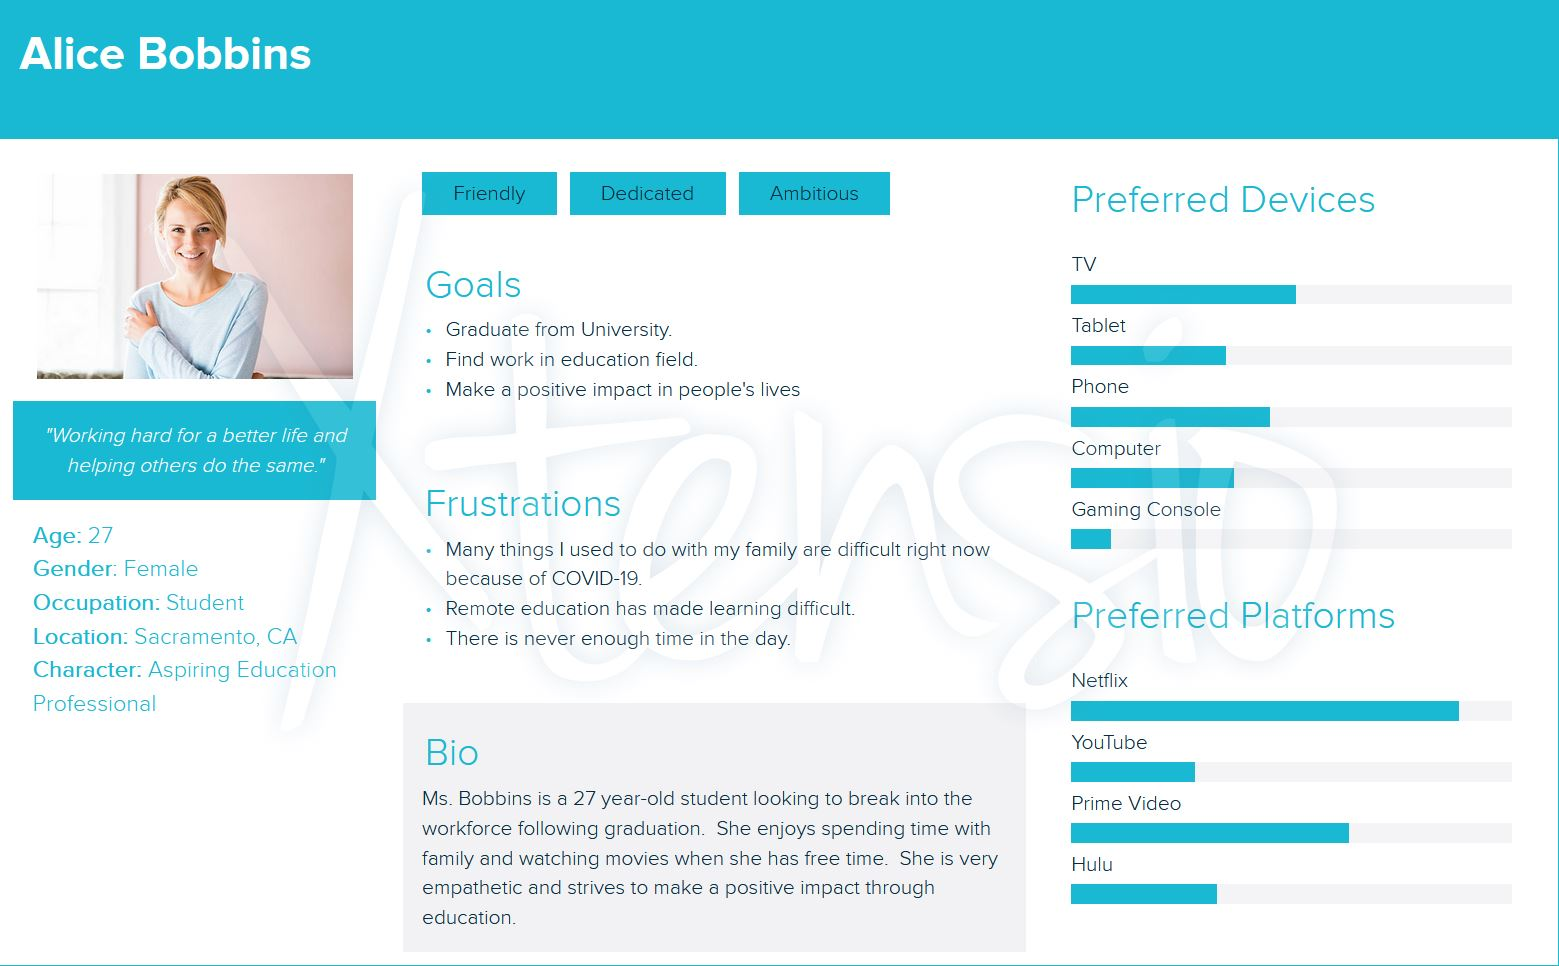 Alice Bobbins
"Working hard for a better life and
helping others do the same."
Age: 27
Gender: Female
Occupation: Student
Location: Sacramento, CA
Character: Aspiring Education
Professional
Friendly
Dedicated
Ambitious
Goals
• Graduate from University.
• Find work in education field.
• Make a positive impact in people's lives
Frustrations
• Many things I used to do with my family are difficult right now
because of COVID-19.
• Remote education has made learning difficult.
• There is never enough time in the day.
Bio
Ms. Bobbins is a 27 year-old student looking to break into the
workforce following graduation.  She enjoys spending time with
family and watching movies when she has free time.  She is very
empathetic and strives to make a positive impact through
education.
Preferred Devices
TV
Tablet
Phone
Computer
Gaming Console
Preferred Platforms
Netflix
YouTube
Prime Video
Hulu
Xtensio